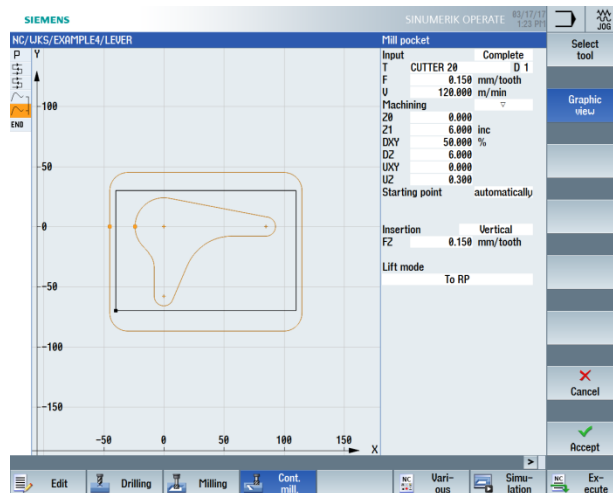 SIEMENS
SINUMERIK OPERATE 03/17/17
1:23 PM
JOG
NC/WKS/EXAMPLE4/LEVER
Mill pocket
Select
tool
P
END
Y
100
50
0
-50
-100
-150
-50
0
50
100
150
X
Input Complete
T CUTTER 20 D 1
F 0.150 mm/tooth
V 120.000 m/min
Machining ▽
Z0 0.000
Z1 6.000 inc
DXY 50.000 %
DZ 6.000
UXY 0.000
UZ 0.300
Starting point automatically
Insertion Vertical
FZ 0.150 mm/tooth
Lift mode
To RP
Graphic
view
Cancel
Accept
>
Edit
Drilling
Milling
Cont.
mill.
NC
Vari-
ous
Simu-
lation
NC
Ex-
ecute